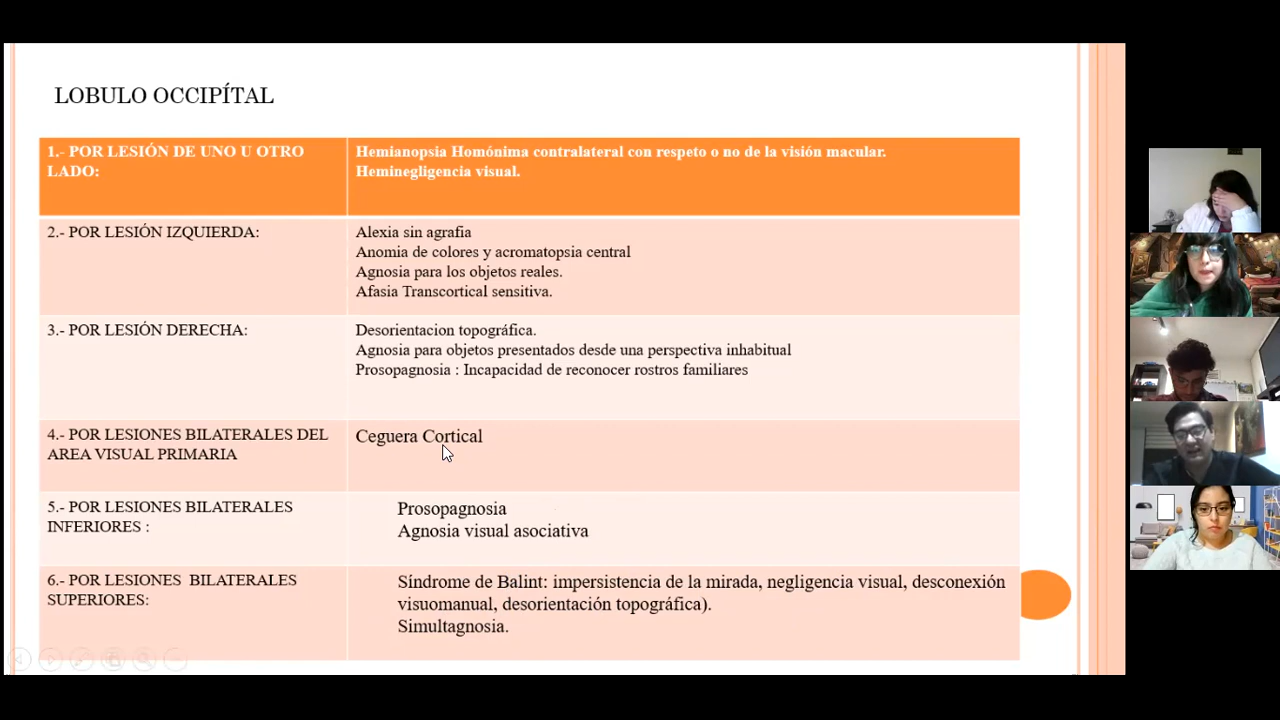 LOBULO OCCIPÍTAL
1.- POR LESIÓN DE UNO U OTRO
LADO:
Hemianopsia Homónima contralateral con respeto o no de la visión macular.
Heminegligencia visual.
2.- POR LESIÓN IZQUIERDA:
Alexia sin agrafia
Anomia de colores y acromatopsia central
Agnosia para los objetos reales.
Afasia Transcortical sensitiva.
3.- POR LESIÓN DERECHA:
Desorientacion topográfica.
Agnosia para objetos presentados desde una perspectiva inhabitual
Prosopagnosia : Incapacidad de reconocer rostros familiares
4.- POR LESIONES BILATERALES DEL
AREA VISUAL PRIMARIA
Ceguera Cortical
5.- POR LESIONES BILATERALES
INFERIORES :
Prosopagnosia
Agnosia visual asociativa
6.- POR LESIONES  BILATERALES
SUPERIORES:
Síndrome de Balint: impersistencia de la mirada, negligencia visual, desconexión
visuomanual, desorientación topográfica).
Simultagnosia.